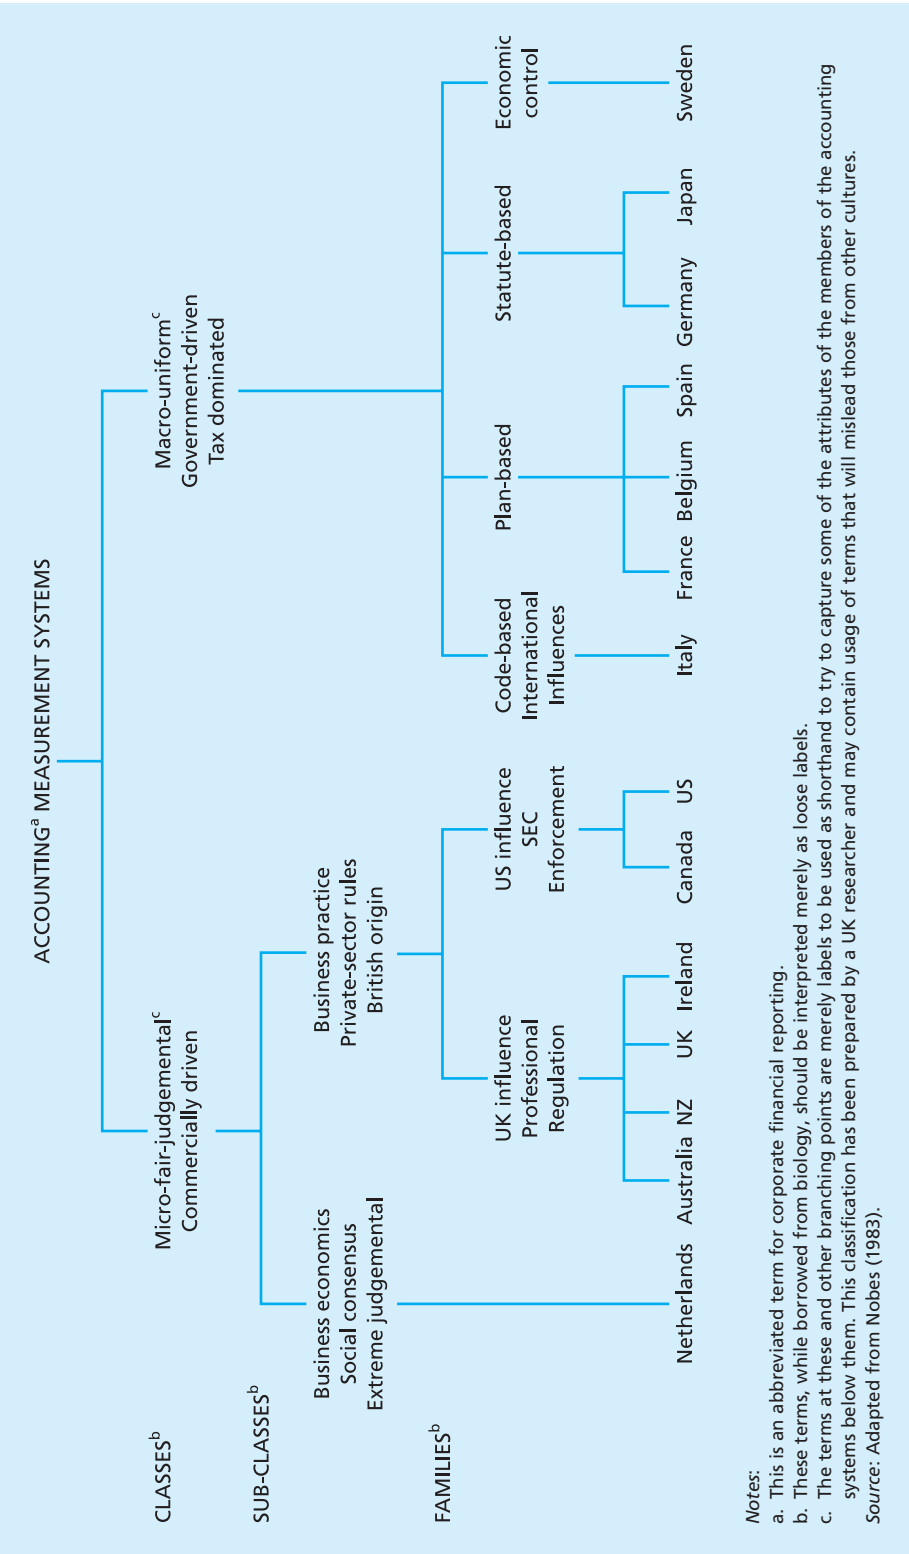 ACCOUNTINGa MEASUREMENT SYSTEMS
CLASSESb
Micro-fair-judgementalc
Commercially driven
Macro-uniformc
Government-driven
Tax dominated
SUB-CLASSESb
Business economics
Social consensus
Extreme judgemental
Business practice
Private-sector rules
British origin
FAMILIESb
UK influence
Professional
Regulation
US influence
SEC
Enforcement
Code-based
International
Influences
Plan-based
Statute-based
Economic
control
Netherlands Australia NZ UK Ireland Canada US Italy France Belgium Spain Germany Japan Sweden
Notes:
a. This is an abbreviated term for corporate financial reporting.
b. These terms, while borrowed from biology, should be interpreted merely as loose labels.
c. The terms at these and other branching points are merely labels to be used as shorthand to try to capture some of the attributes of the members of the accounting
systems below them. This classification has been prepared by a UK researcher and may contain usage of terms that will mislead those from other cultures.
Source: Adapted from Nobes (1983).